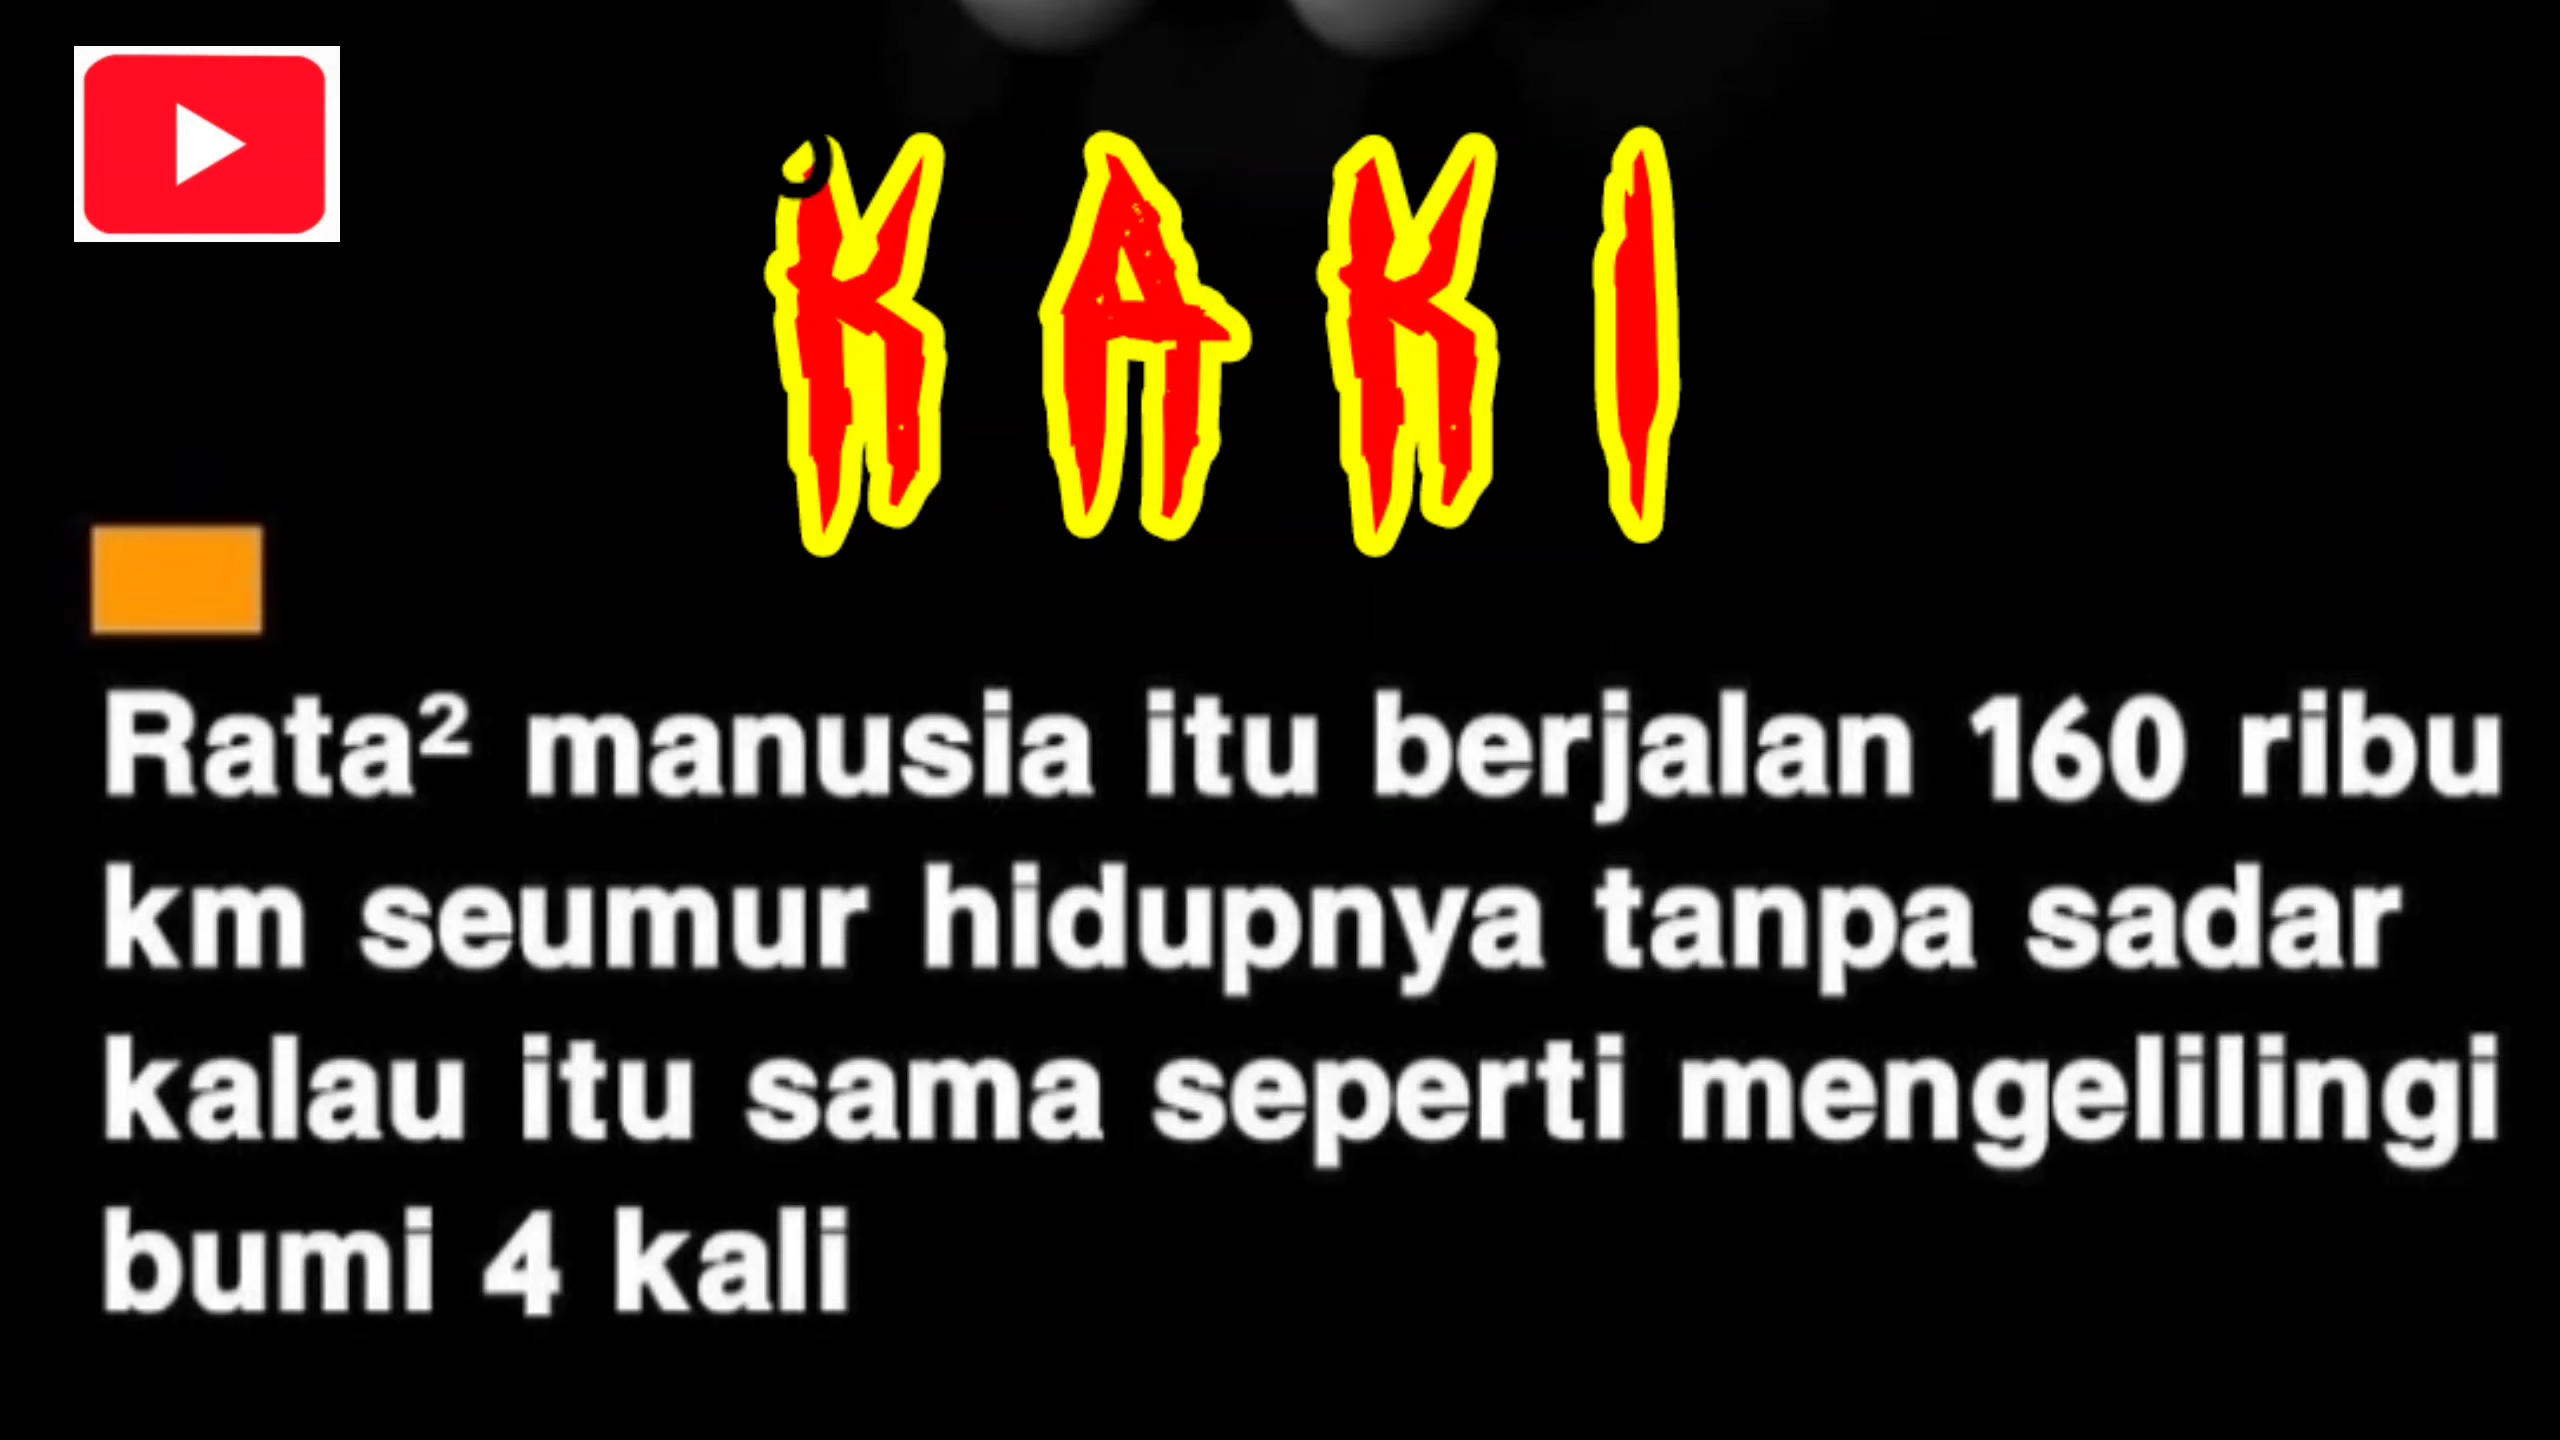 KAKI
Rata² manusia itu berjalan 160 ribu
km seumur hidupnya tanpa sadar
kalau itu sama seperti mengelilingi
bumi 4 kali